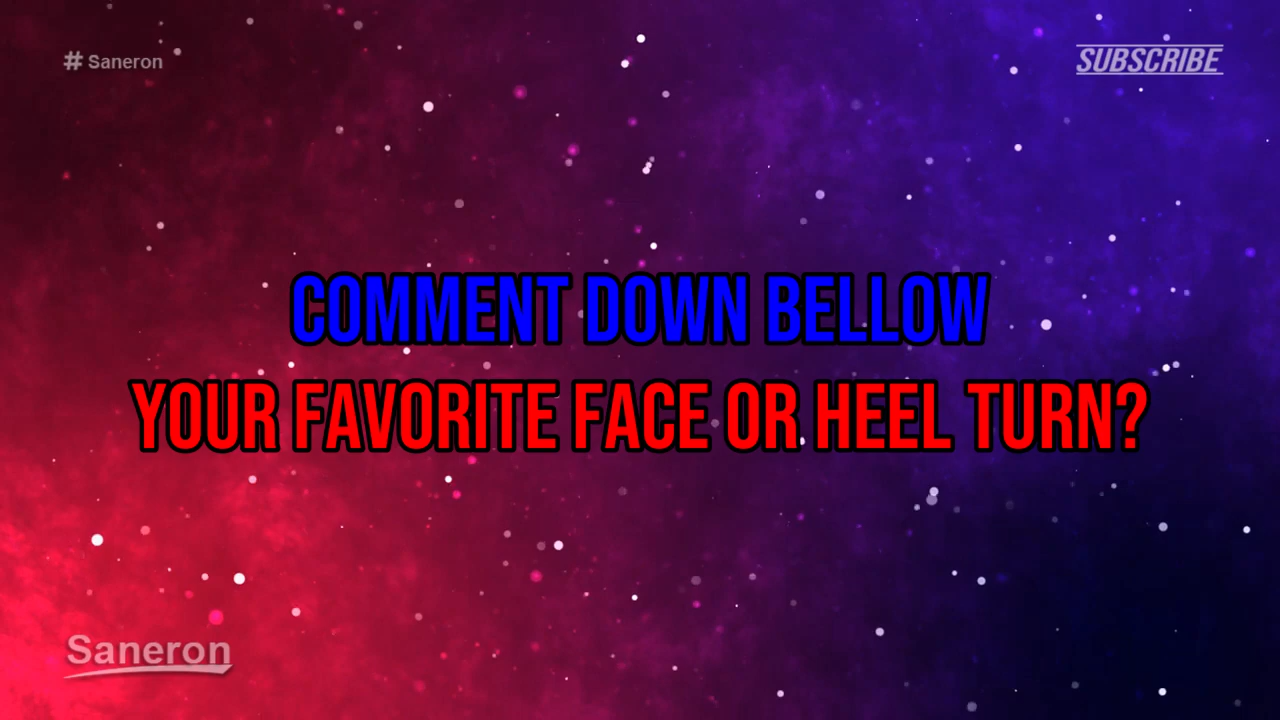 # Saneron
SUBSCRIBE
COMMENT DOWN BELLOW
YOUR FAVORITE FACE OR HEEL TURN?
Saneron